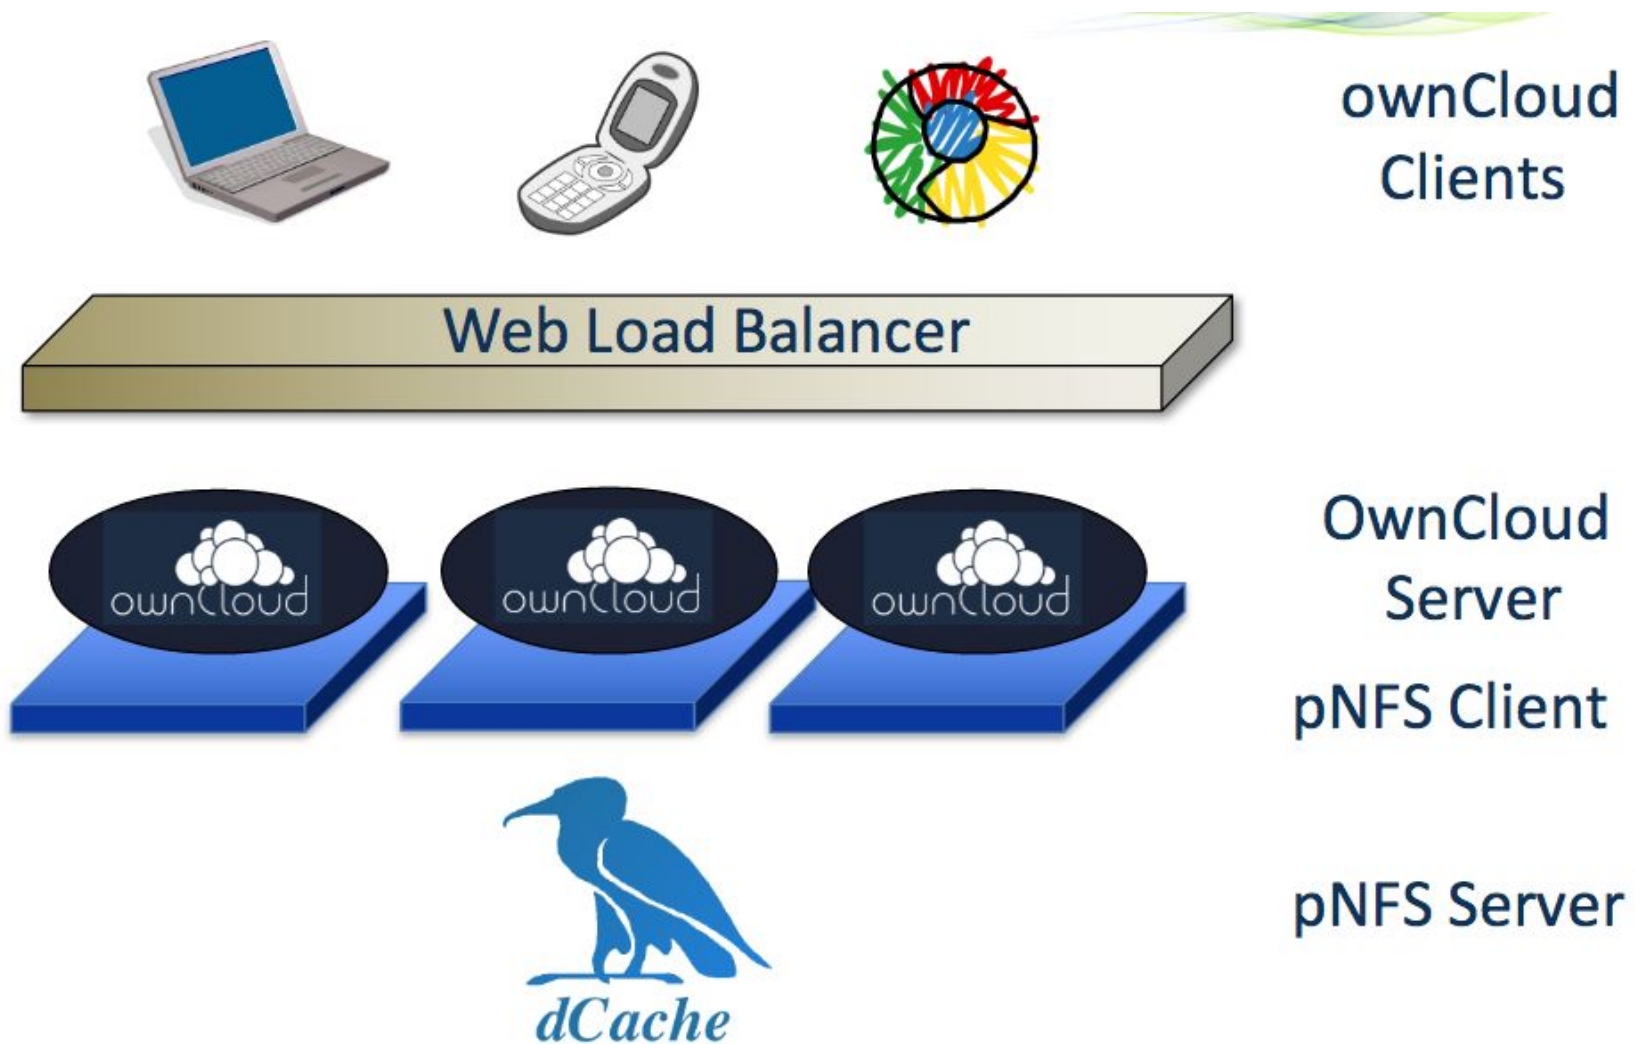 ownCloud
Clients
Web Load Balancer
ownCloud
ownCloud
ownCloud
OwnCloud
Server
pNFS Client
dCache
pNFS Server